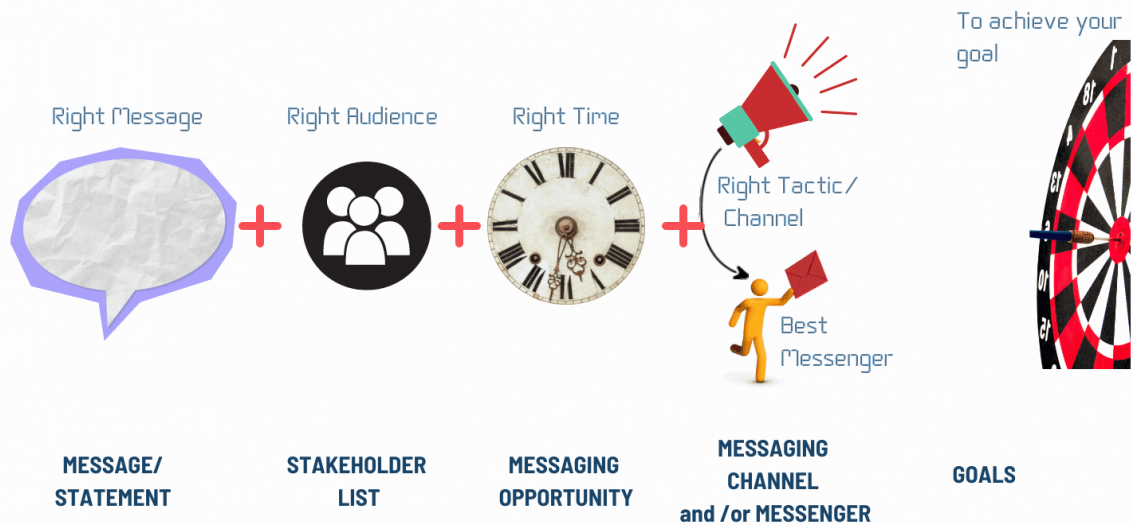 Right Message
Right Audience
Right Time
Right Tactic/
Channel
Best
Messenger
To achieve your
goal
MESSAGE/
STATEMENT
STAKEHOLDER
LIST
MESSAGING
OPPORTUNITY
MESSAGING
CHANNEL
and /or MESSENGER
GOALS